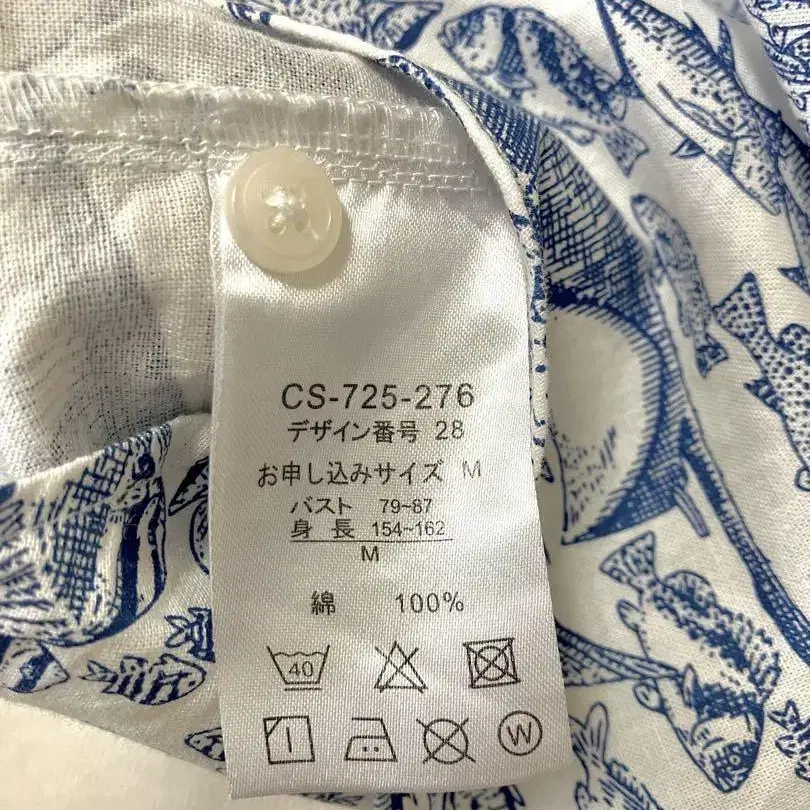 CS-725-276
デザイン番号 28
お申し込みサイズ M
バスト 79~87
身 長 154~162
M
綿 100%
40
W